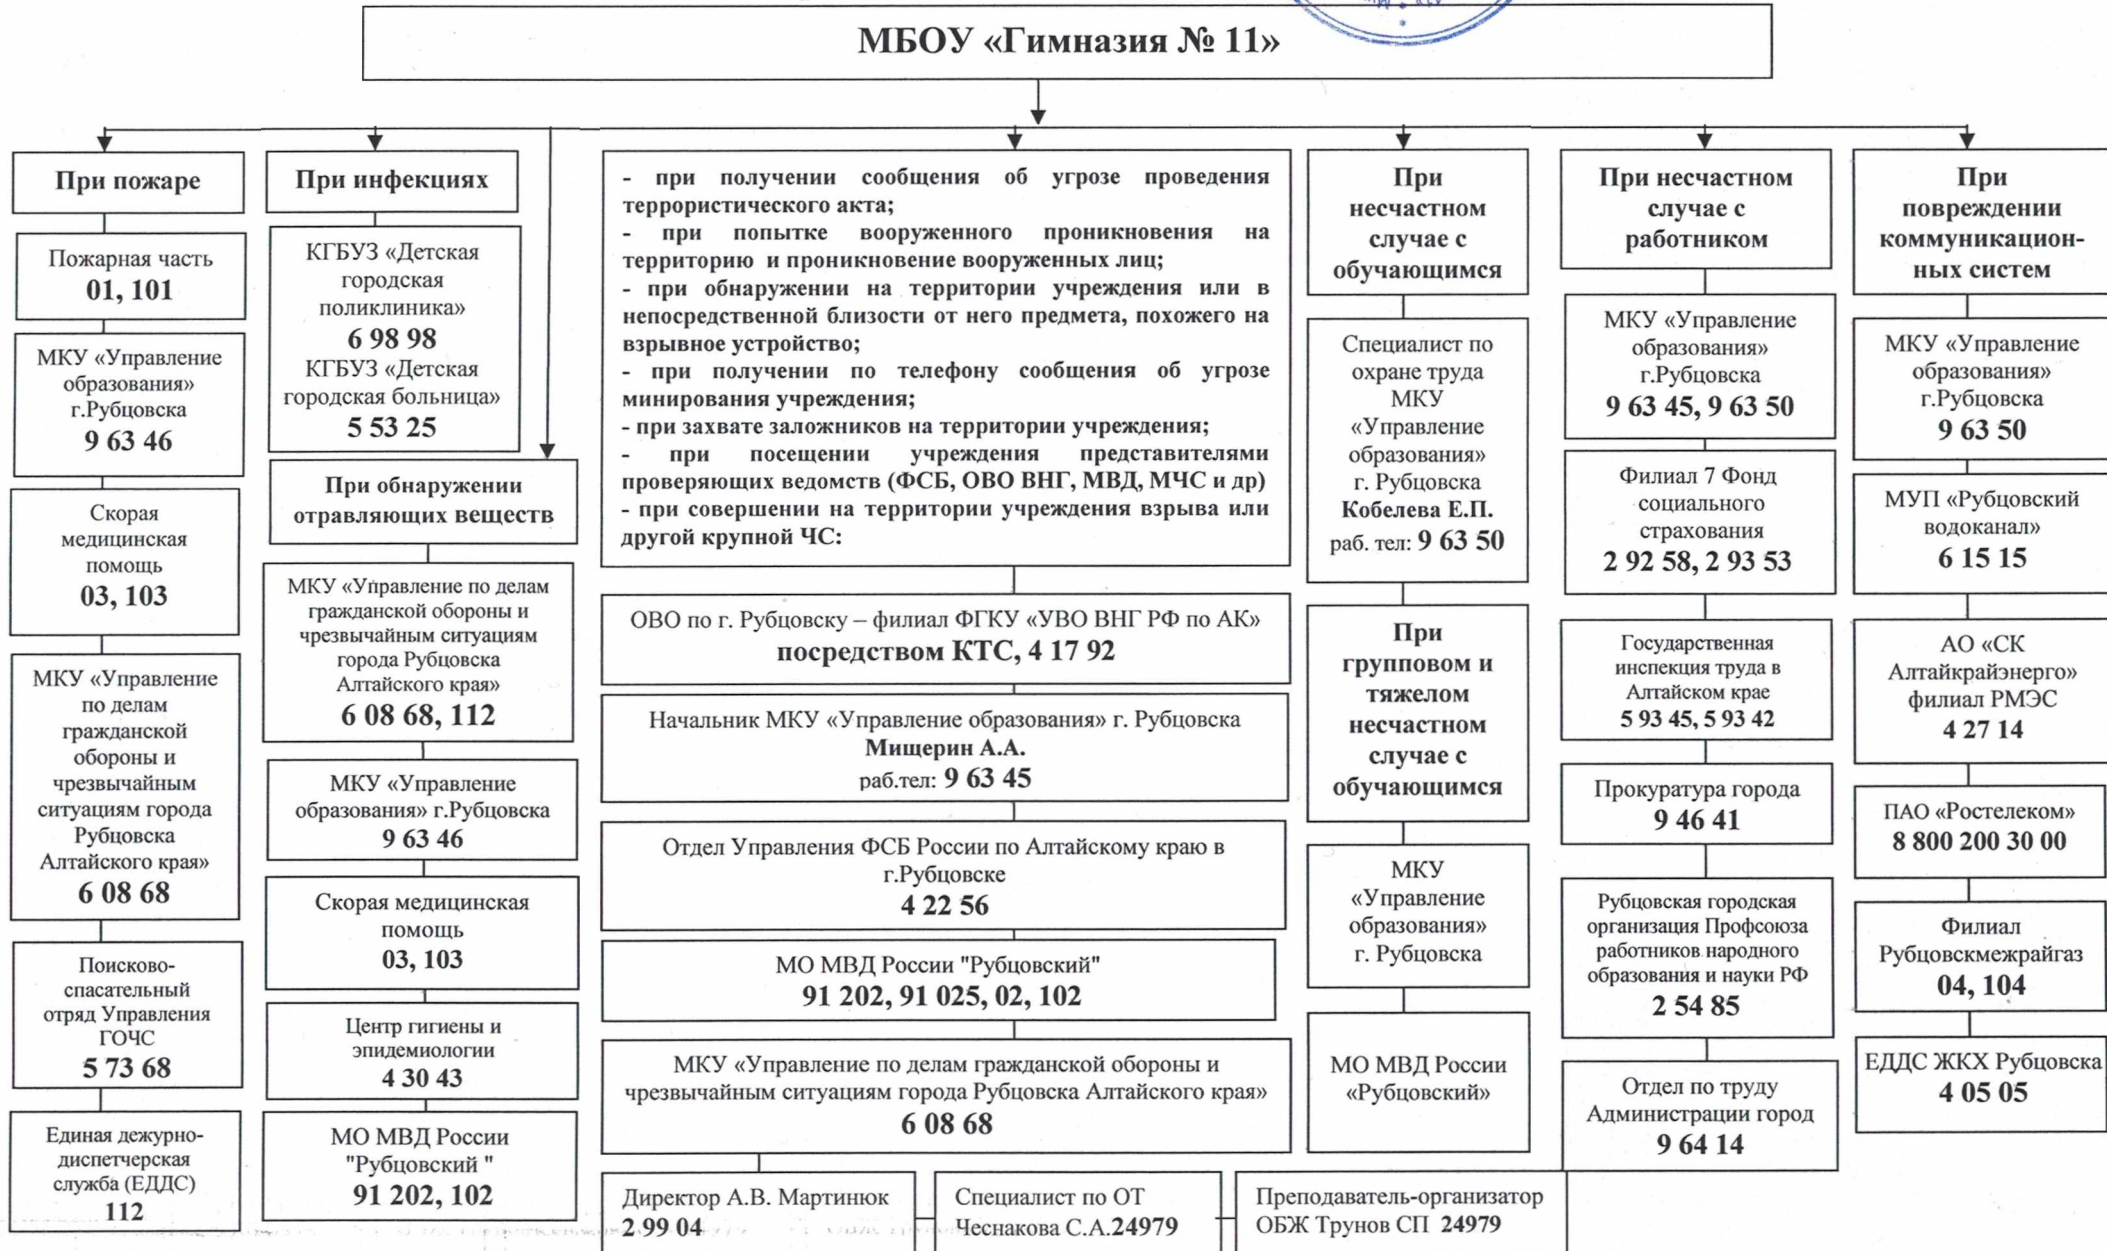 МБОУ «Гимназия № 11»
При пожаре
Пожарная часть
01, 101
МКУ «Управление
образования»
г.Рубцовска
9 63 46
Скорая
медицинская
помощь
03, 103
МКУ «Управление
по делам
гражданской
обороны и
чрезвычайным
ситуациям города
Рубцовска
Алтайского края»
6 08 68
Поисково-
спасательный
отряд Управления
ГОЧС
5 73 68
Единая дежурно-
диспетчерская
служба (ЕДДС)
112
При инфекциях
КГБУЗ «Детская
городская
поликлиника»
6 98 98
КГБУЗ «Детская
городская больница»
5 53 25
При обнаружении
отравляющих веществ
МКУ «Управление по делам
гражданской обороны и
чрезвычайным ситуациям
города Рубцовска
Алтайского края»
6 08 68, 112
МКУ «Управление
образования» г.Рубцовска
9 63 46
Скорая медицинская
помощь
03, 103
Центр гигиены и
эпидемиологии
4 30 43
МО МВД России
"Рубцовский "
91 202, 102
- при получении сообщения об угрозе проведения
террористического акта;
- при попытке вооруженного проникновения на
территорию и проникновение вооруженных лиц;
- при обнаружении на территории учреждения или в
непосредственной близости от него предмета, похожего на
взрывное устройство;
- при получении по телефону сообщения об угрозе
минирования учреждения;
- при захвате заложников на территории учреждения;
- при посещении учреждения представителями
проверяющих ведомств (ФСБ, ОВО ВНГ, МВД, МЧС и др)
- при совершении на территории учреждения взрыва или
другой крупной ЧС:
ОВО по г. Рубцовску – филиал ФГКУ «УВО ВНГ РФ по АК»
посредством КТС, 4 17 92
Начальник МКУ «Управление образования» г. Рубцовска
Мищерин А.А.
раб.тел: 9 63 45
Отдел Управления ФСБ России по Алтайскому краю в
г.Рубцовске
4 22 56
МО МВД России "Рубцовский"
91 202, 91 025, 02, 102
МКУ «Управление по делам гражданской обороны и
чрезвычайным ситуациям города Рубцовска Алтайского края»
6 08 68
Директор А.В. Мартинюк
2 99 04
Специалист по ОТ
Чеснакова С.А.24979
Преподаватель-организатор
ОБЖ Трунов СП 24979
При
несчастном
случае с
обучающимся
Специалист по
охране труда
МКУ
«Управление
образования»
г. Рубцовска
Кобелева Е.П.
раб. тел: 9 63 50
При
групповом и
тяжелом
несчастном
случае с
обучающимся
МКУ
«Управление
образования»
г. Рубцовска
МО МВД России
«Рубцовский»
При несчастном
случае с
работником
МКУ «Управление
образования»
г.Рубцовска
9 63 45, 9 63 50
Филиал 7 Фонд
социального
страхования
2 92 58, 2 93 53
Государственная
инспекция труда в
Алтайском крае
5 93 45, 5 93 42
Прокуратура города
9 46 41
Рубцовская городская
организация Профсоюза
работников народного
образования и науки РФ
2 54 85
Отдел по труду
Администрации город
9 64 14
При
повреждении
коммуникацион-
ных систем
МКУ «Управление
образования»
г.Рубцовска
9 63 50
МУП «Рубцовский
водоканал»
6 15 15
АО «СК
Алтайкрайэнерго»
филиал РМЭС
4 27 14
ПАО «Ростелеком»
8 800 200 30 00
Филиал
Рубцовскмежрайгаз
04, 104
ЕДДС ЖКХ Рубцовска
4 05 05